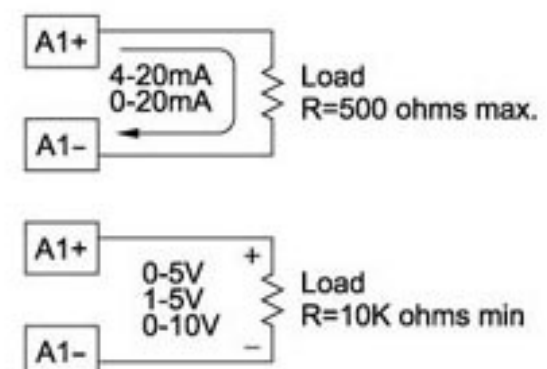 A1+
4-20mA
0-20mA
Load
R=500 ohms max.
A1–
A1+
+
0-5V
1-5V
0-10V
Load
R=10K ohms min
–
A1–